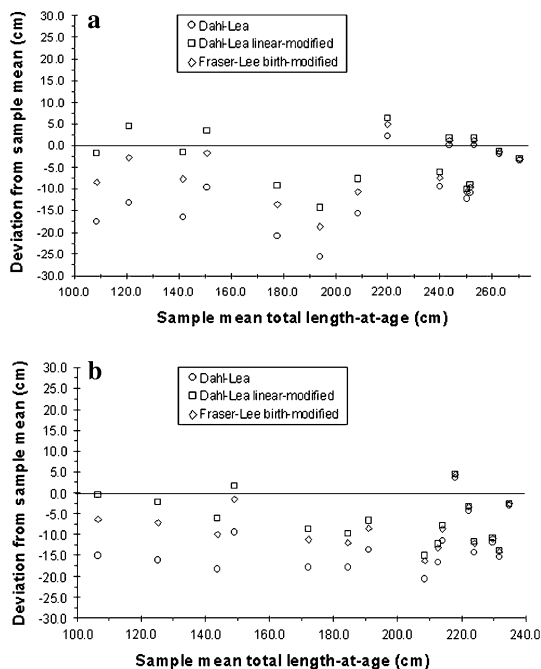 a
Dahl-Lea
Dahl-Lea linear-modified
Fraser-Lee birth-modified
Deviation from sample mean (cm)
30.0
25.0
20.0
15.0
10.0
5.0
0.0
-5.0
-10.0
-15.0
-20.0
-25.0
-30.0
100.0 120.0 140.0 160.0 180.0 200.0 220.0 240.0 260.0
Sample mean total length-at-age (cm)
b
Dahl-Lea
Dahl-Lea linear-modified
Fraser-Lee birth-modified
Deviation from sample mean (cm)
30.0
25.0
20.0
15.0
10.0
5.0
0.0
-5.0
-10.0
-15.0
-20.0
-25.0
-30.0
100.0 120.0 140.0 160.0 180.0 200.0 220.0 240.0
Sample mean total length-at-age (cm)